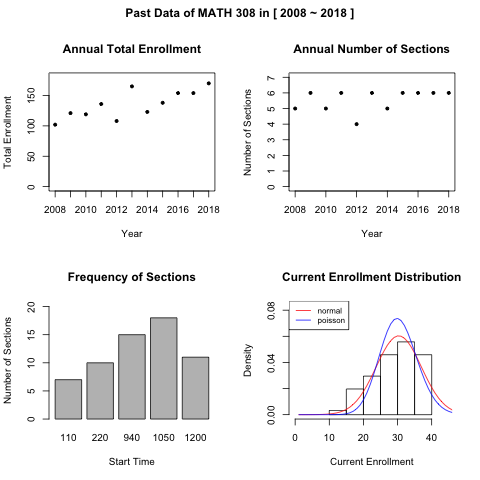 Past Data of MATH 308 in [ 2008 ~ 2018 ]
Annual Total Enrollment
Total Enrollment
0 50 100 150
2008 2010 2012 2014 2016 2018
Year
Annual Number of Sections
Number of Sections
0 1 2 3 4 5 6 7
2008 2010 2012 2014 2016 2018
Year
Frequency of Sections
Number of Sections
0 5 10 15 20
110 220 940 1050 1200
Start Time
Current Enrollment Distribution
normal
poisson
Density
0.00 0.04 0.08
0 10 20 30 40
Current Enrollment